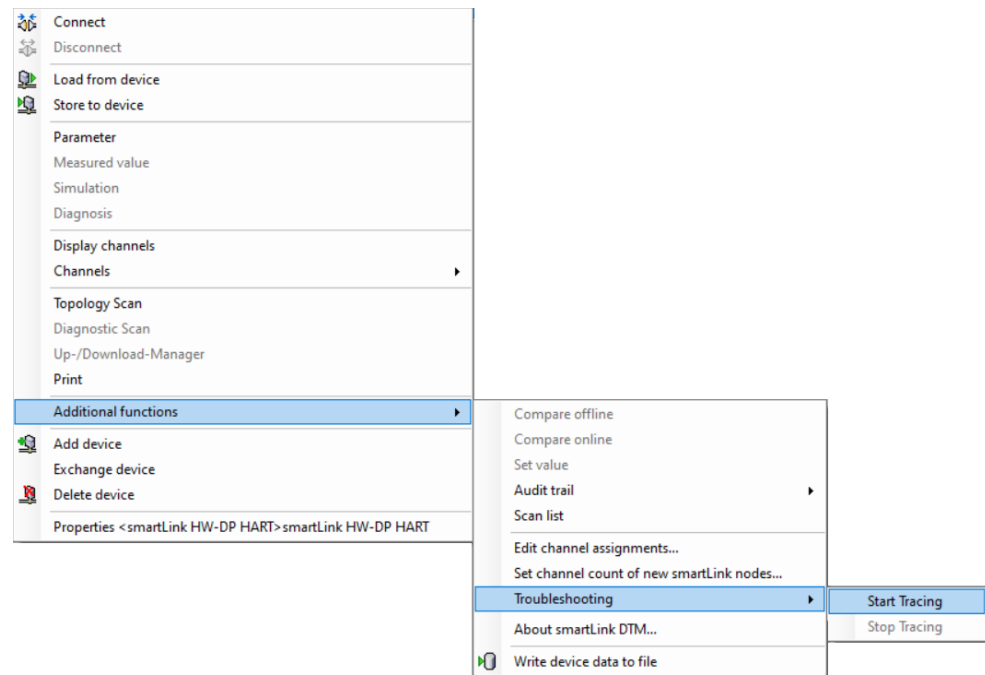 Connect
Disconnect
Load from device
Store to device
Parameter
Measured value
Simulation
Diagnosis
Display channels
Channels
Topology Scan
Diagnostic Scan
Up-/Download-Manager
Print
Additional functions
Add device
Exchange device
Delete device
Properties <smartLink HW-DP HART>smartLink HW-DP HART
Compare offline
Compare online
Set value
Audit trail
Scan list
Edit channel assignments...
Set channel count of new smartLink nodes...
Troubleshooting
About smartLink DTM...
Write device data to file
Start Tracing
Stop Tracing